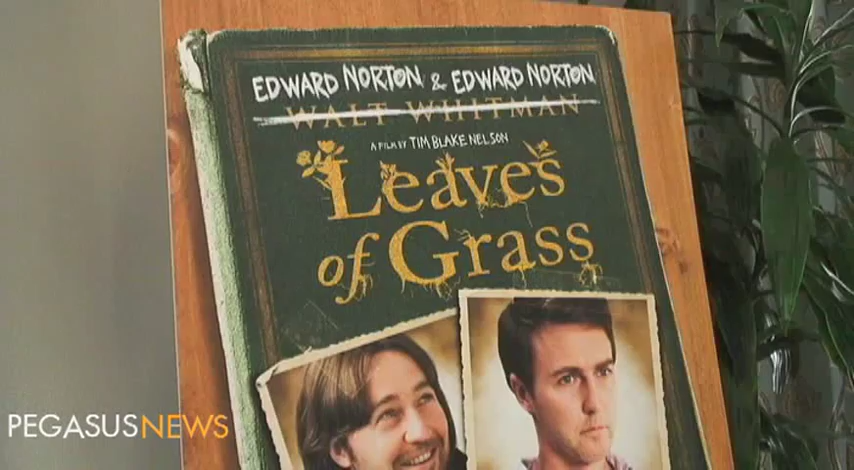 EDWARD NORTON & EDWARD NORTON
WALT WHITMAN
A FILM BY TIM BLAKE NELSON
Leaves
of Grass
PEGASUSNEWS